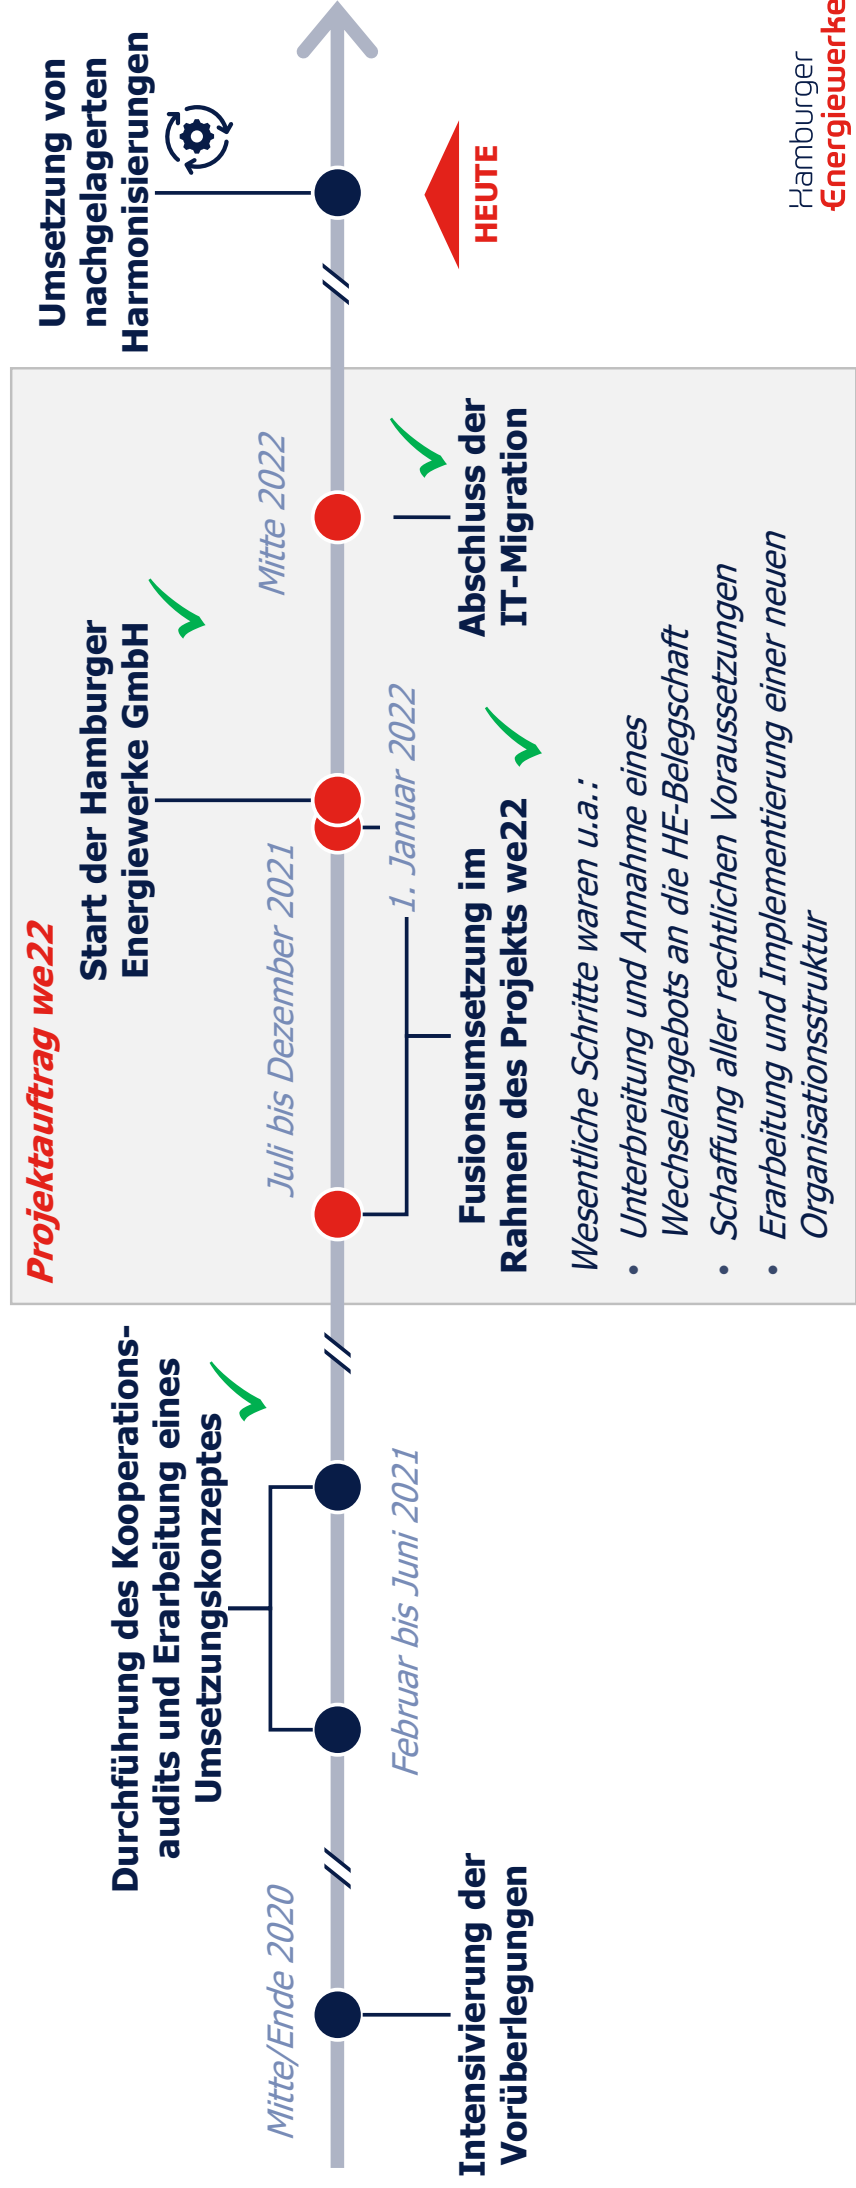 Mitte/Ende 2020
Intensivierung der
Vorüberlegungen
Durchführung des Kooperations-
audits und Erarbeitung eines
Umsetzungskonzeptes
Februar bis Juni 2021
Projektauftrag we22
Juli bis Dezember 2021
Fusionsumsetzung im
Rahmen des Projekts we22
Wesentliche Schritte waren u.a.:
• Unterbreitung und Annahme eines
Wechselangebots an die HE-Belegschaft
• Schaffung aller rechtlichen Voraussetzungen
• Erarbeitung und Implementierung einer neuen
Organisationsstruktur
Start der Hamburger
Energiewerke GmbH
1. Januar 2022
Mitte 2022
Abschluss der
IT-Migration
Umsetzung von
nachgelagerten
Harmonisierungen
HEUTE
Hamburger
Energiewerke